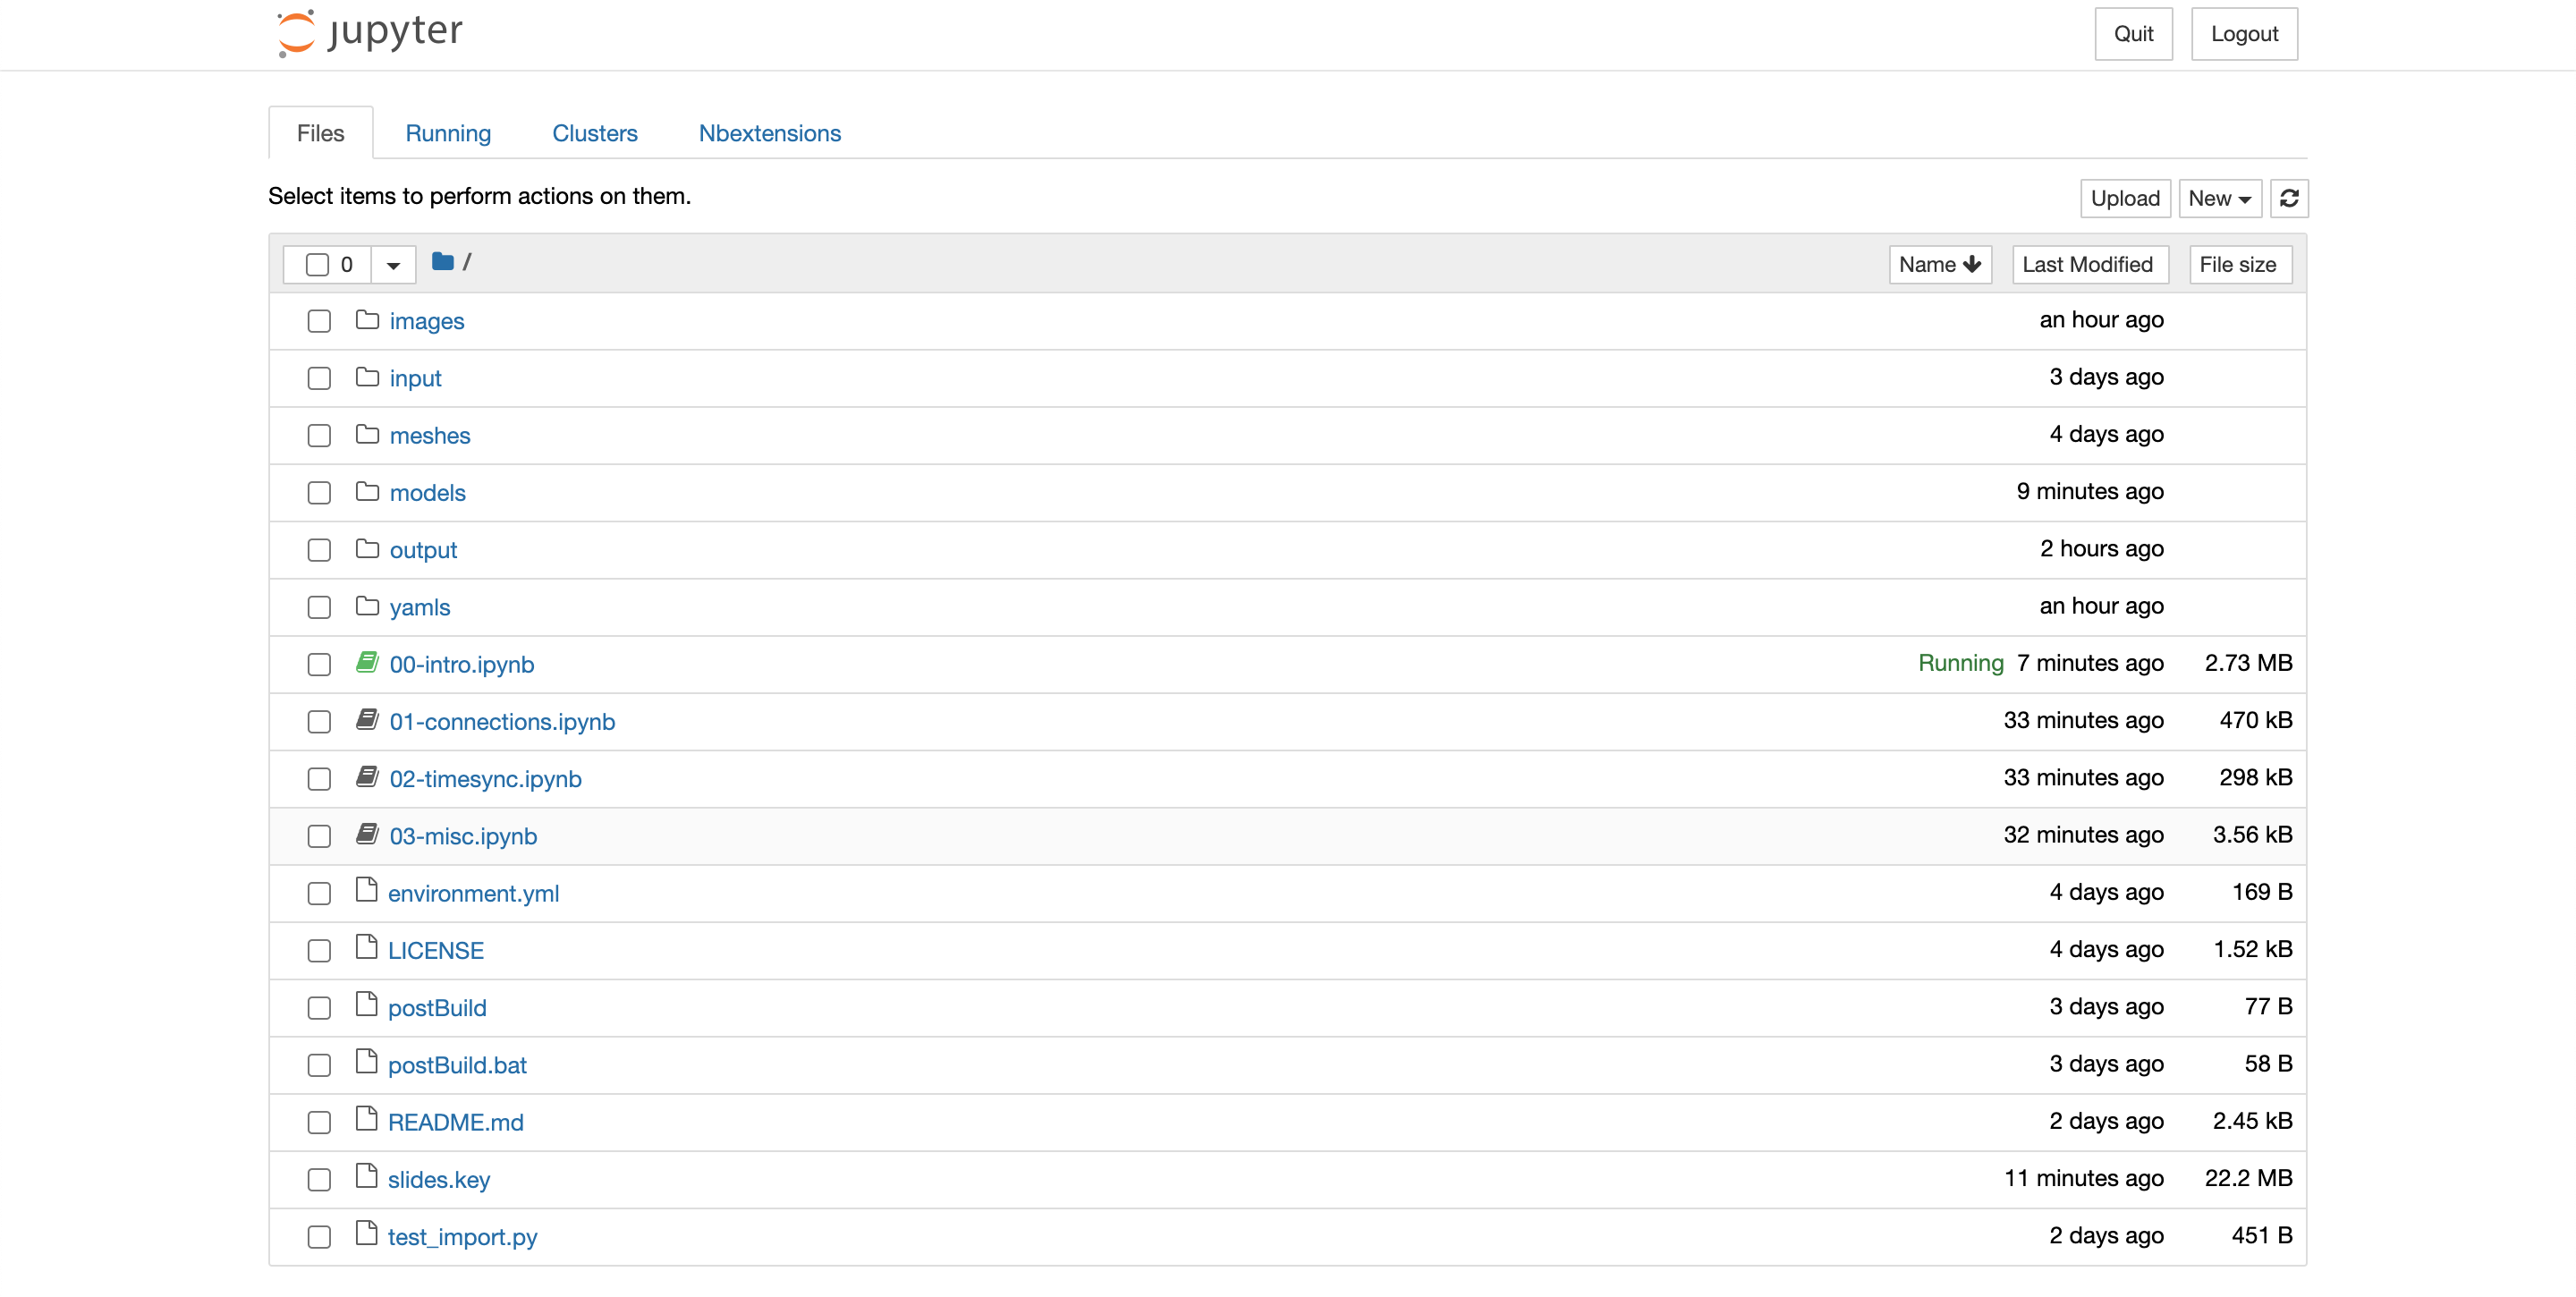 jupyter Quit Logout
Files Running Clusters Nbextensions
Select items to perform actions on them. Upload New
0 / Name Last Modified File size
images an hour ago
input 3 days ago
meshes 4 days ago
models 9 minutes ago
output 2 hours ago
yamls an hour ago
00-intro.ipynb Running 7 minutes ago 2.73 MB
01-connections.ipynb 33 minutes ago 470 kB
02-timesync.ipynb 33 minutes ago 298 kB
03-misc.ipynb 32 minutes ago 3.56 kB
environment.yml 4 days ago 169 B
LICENSE 4 days ago 1.52 kB
postBuild 3 days ago 77 B
postBuild.bat 3 days ago 58 B
README.md 2 days ago 2.45 kB
slides.key 11 minutes ago 22.2 MB
test_import.py 2 days ago 451 B